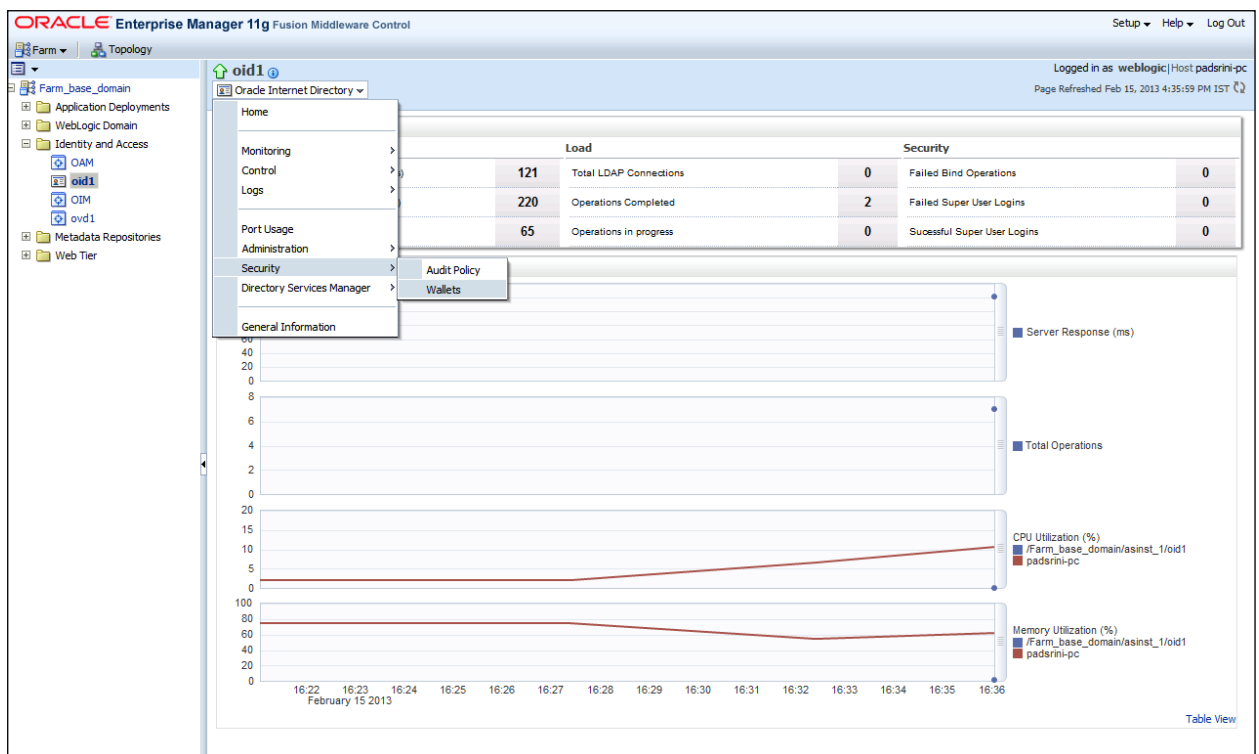 ORACLE Enterprise Manager 11g Fusion Middleware Control
Setup Help Log Out
Farm Topology
Farm_base_domain
Application Deployments
WebLogic Domain
Identity and Access
OAM
oid1
OIM
ovd1
Metadata Repositories
Web Tier
oid1
Logged in as weblogic|Host padsrini-pc
Oracle Internet Directory
Page Refreshed Feb 15, 2013 4:35:59 PM IST
Home
Monitoring
Control
Logs
Port Usage
Administration
Security
Directory Services Manager
General Information
Audit Policy
Wallets
Load Security
121 Total LDAP Connections 0 Failed Bind Operations 0
220 Operations Completed 2 Failed Super User Logins 0
65 Operations in progress 0 Sucessful Super User Logins 0
60
40
20
0
Server Response (ms)
8
6
4
2
0
Total Operations
20
15
10
5
0
CPU Utilization (%)
/Farm_base_domain/asinst_1/oid1
padsrini-pc
100
80
60
40
20
0
Memory Utilization (%)
/Farm_base_domain/asinst_1/oid1
padsrini-pc
16:22 16:23 16:24 16:25 16:26 16:27 16:28 16:29 16:30 16:31 16:32 16:33 16:34 16:35 16:36
February 15 2013
Table View